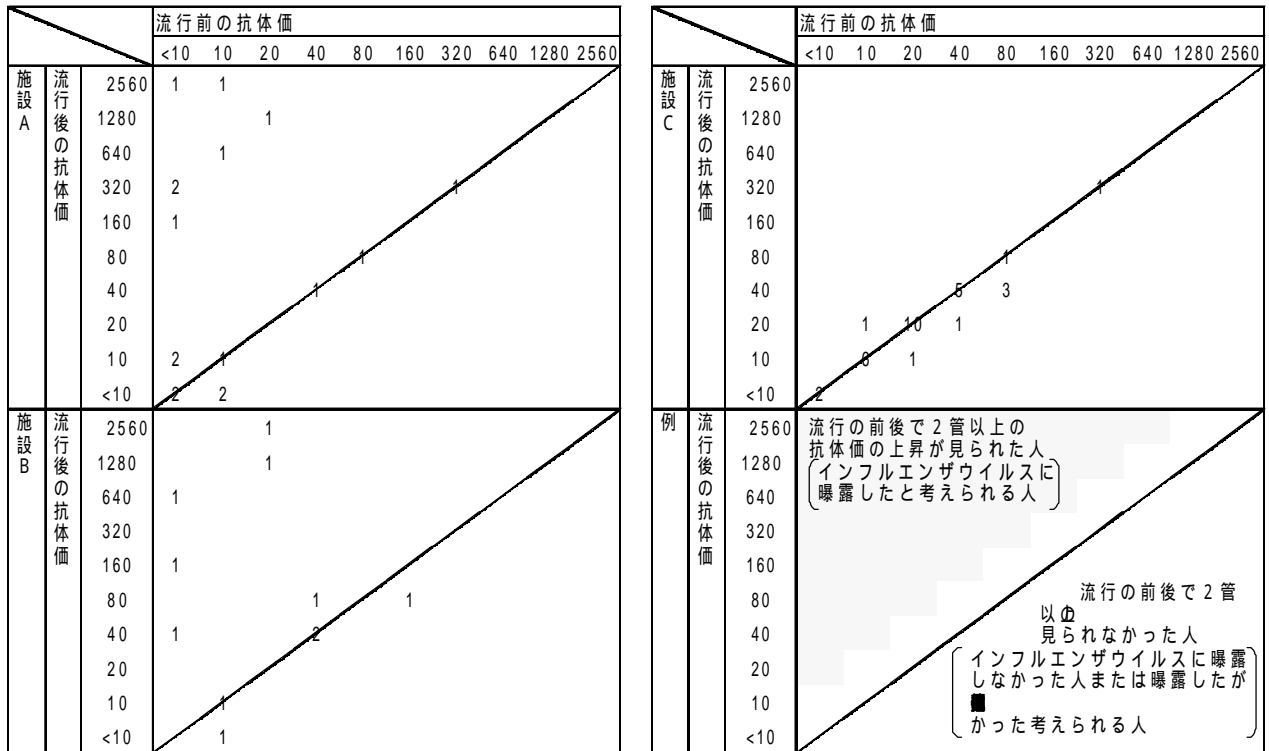 流行前の抗体価
<10 10 20 40 80 160 320 640 1280 2560
施設A
流行後の抗体価
2560 1 1
1280 1
640 1
320 2 1
160 1
80 1
40 1
20
10 2 1
<10 2 2
施設B
流行後の抗体価
2560 1
1280 1
640 1
320
160 1
80 1 1
40 1 2
20
10 1
<10 1
流行前の抗体価
<10 10 20 40 80 160 320 640 1280 2560
施設C
流行後の抗体価
2560
1280
640
320 1
160
80 1
40 5 3
20 1 10 1
10 6 1
<10 2
例
流行後の抗体価
2560
1280
640
320
160
80
40
20
10
<10
流行の前後で2管以上の
抗体価の上昇が見られた人
インフルエンザウイルスに
曝露したと考えられる人
流行の前後で2管
以
見られなかった人
インフルエンザウイルスに曝露
しなかった人または曝露したが
かった考えられる人